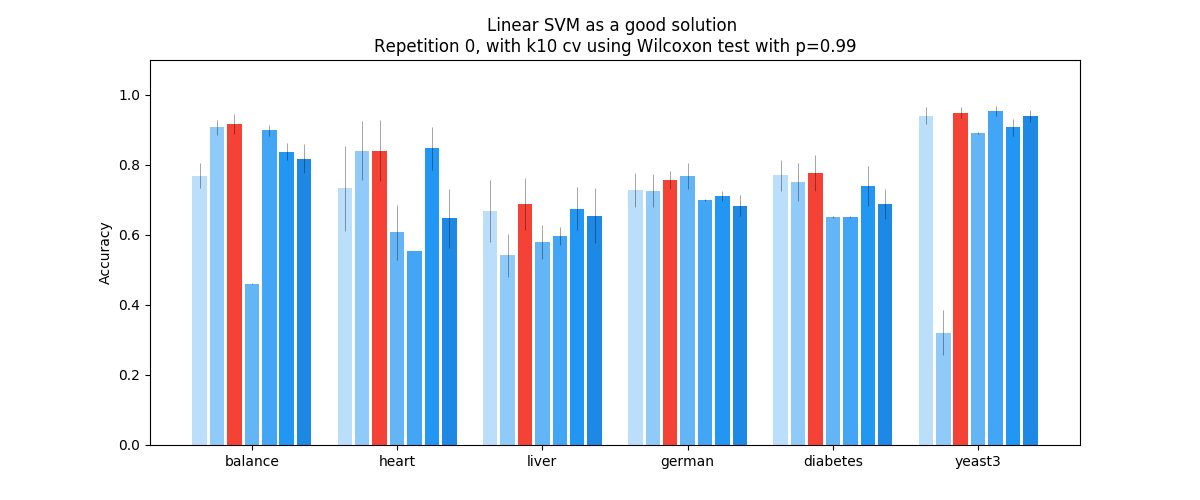 Linear SVM as a good solution
Repetition 0, with k10 cv using Wilcoxon test with p=0.99
1.0
0.8
0.6
0.4
0.2
0.0
Accuracy
balance
heart
liver
german
diabetes
yeast3